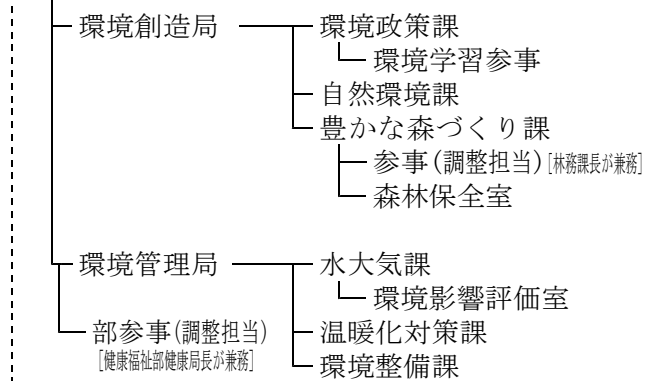 環境創造局 環境政策課
環境学習参事
自然環境課
豊かな森づくり課
参事(調整担当)[林務課長が兼務]
森林保全室
環境管理局 水大気課
環境影響評価室
部参事(調整担当) 温暖化対策課
[健康福祉部健康局長が兼務] 環境整備課